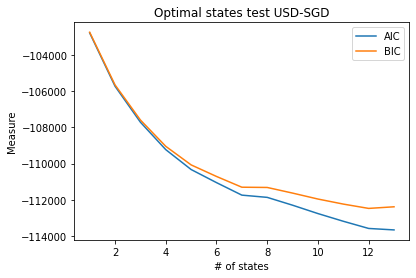 Optimal states test USD-SGD
AIC
BIC
Measure
−104000
−106000
−108000
−110000
−112000
−114000
2 4 6 8 10 12
# of states